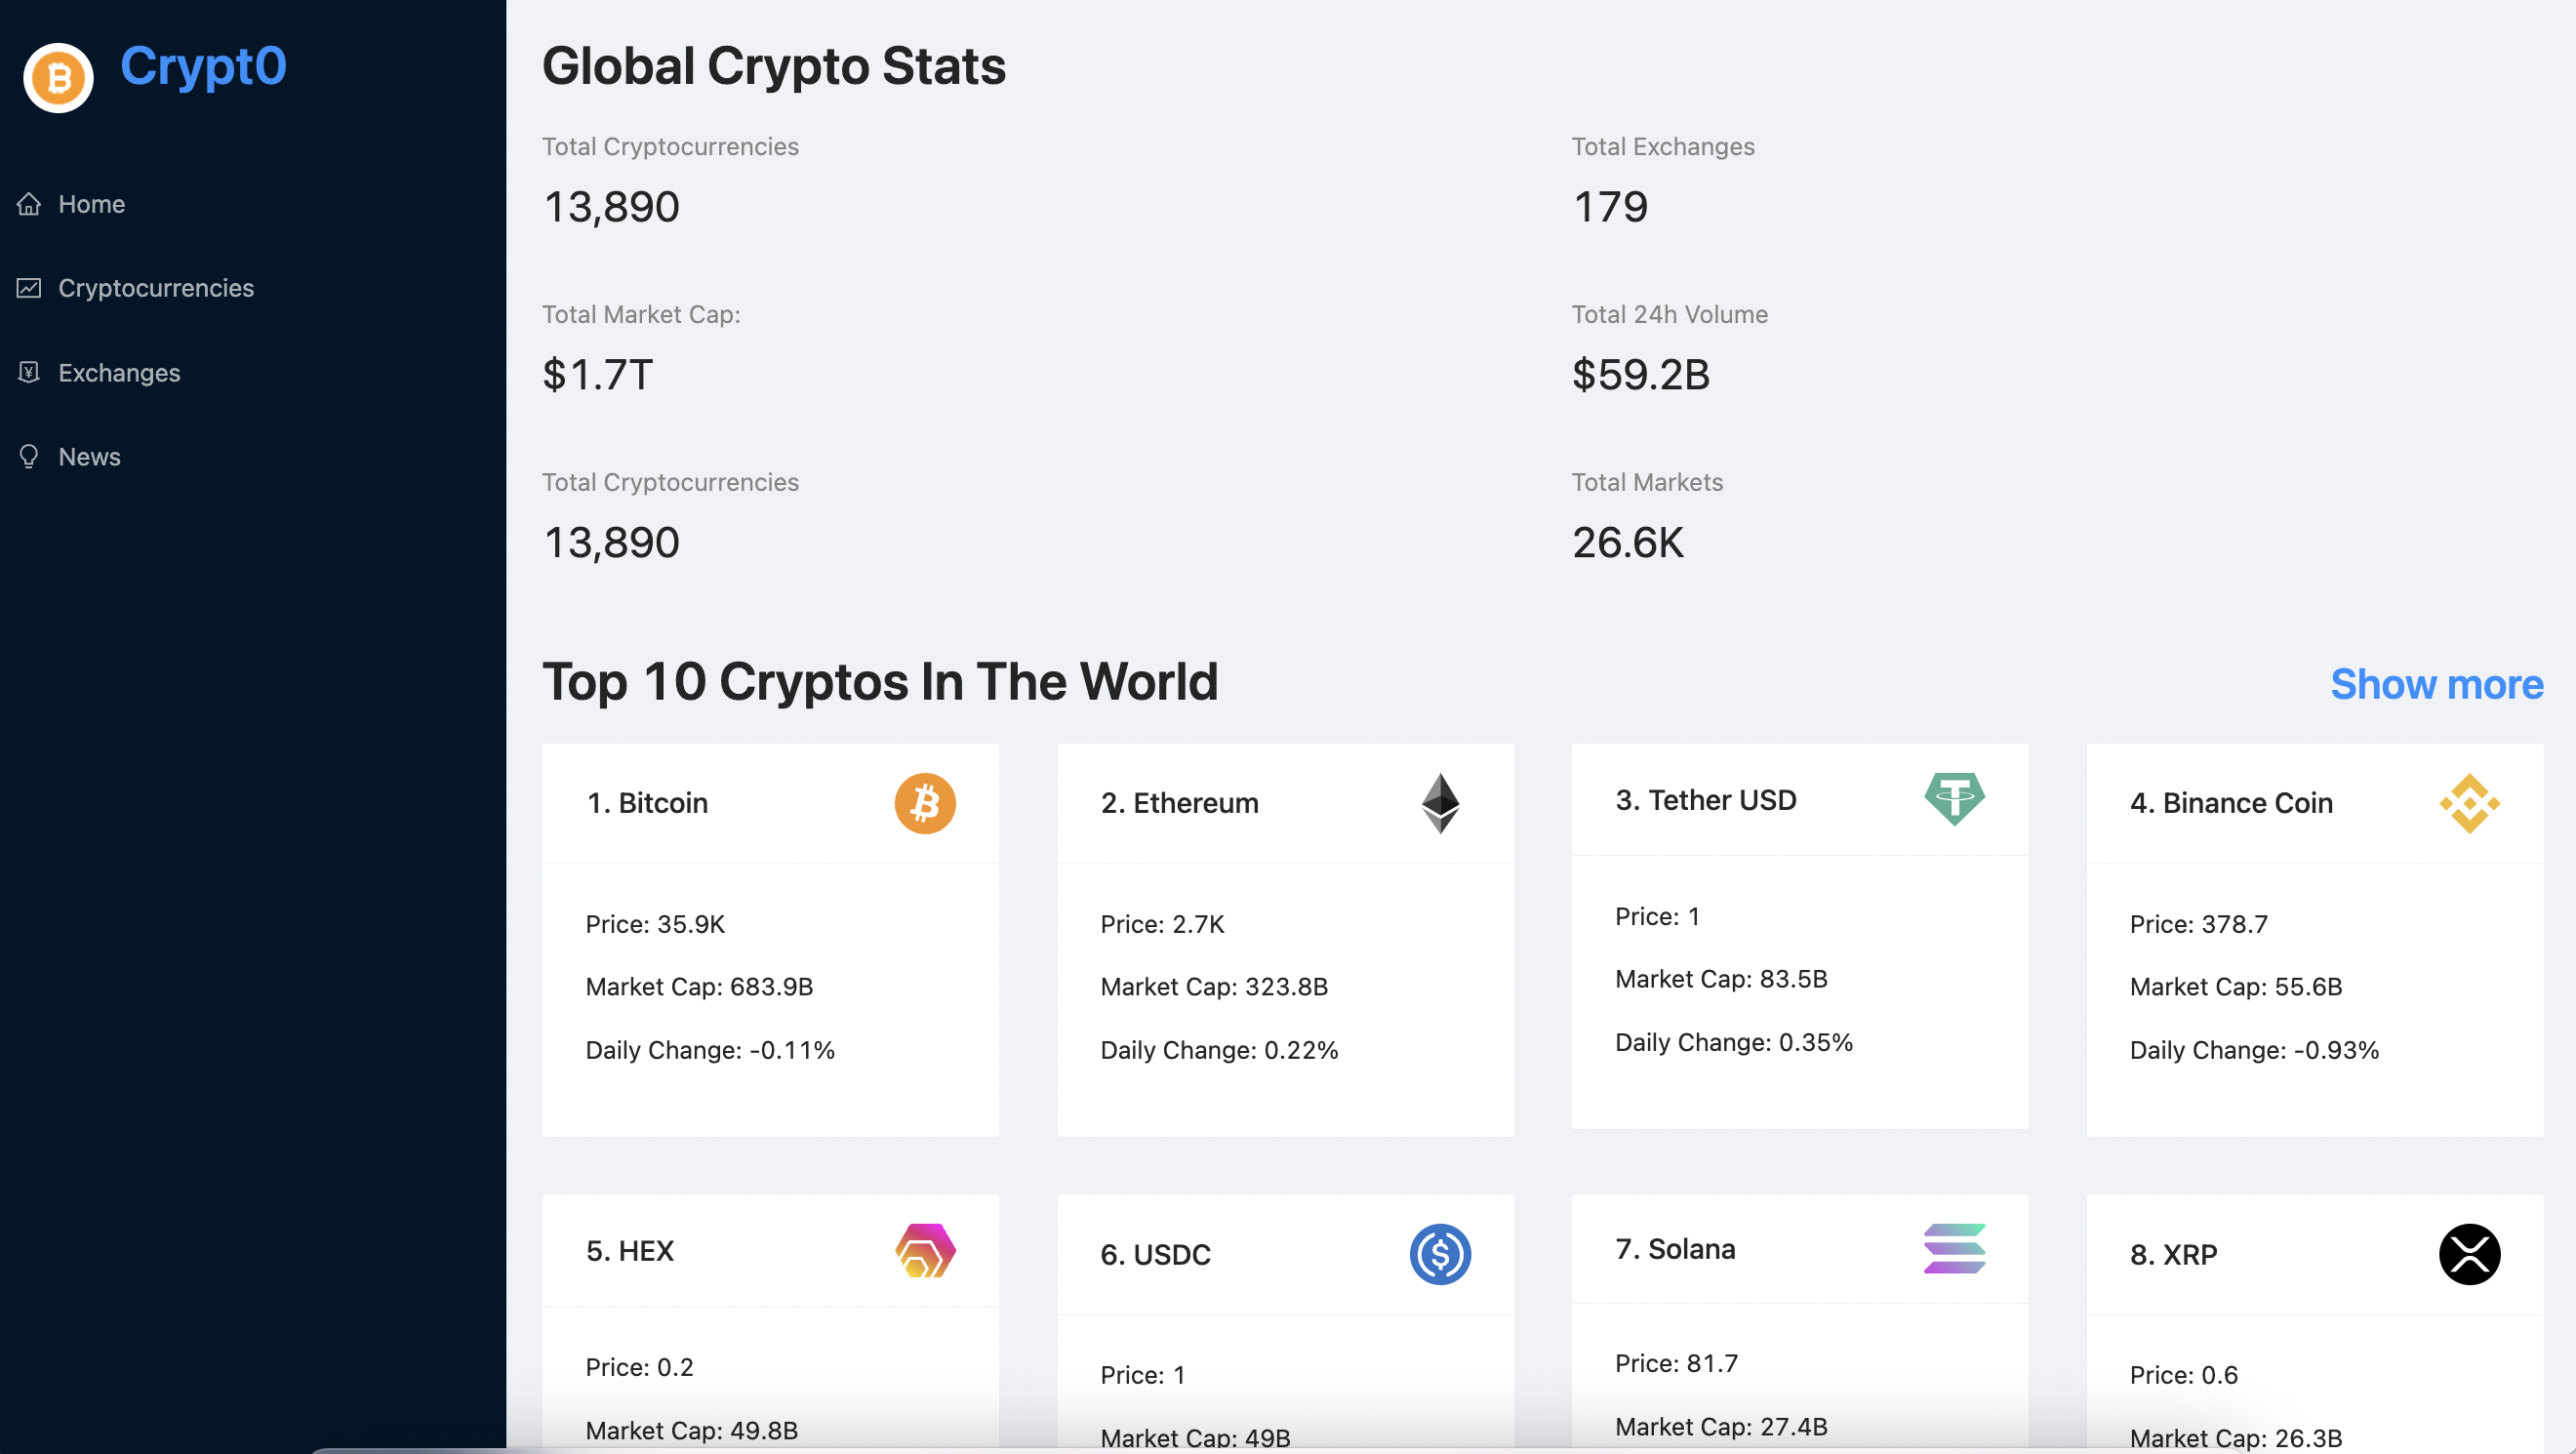 Crypt0
Home
Cryptocurrencies
Exchanges
News
Global Crypto Stats
Total Cryptocurrencies
13,890
Total Exchanges
179
Total Market Cap:
$1.7T
Total 24h Volume
$59.2B
Total Cryptocurrencies
13,890
Total Markets
26.6K
Top 10 Cryptos In The World
Show more
1. Bitcoin
Price: 35.9K
Market Cap: 683.9B
Daily Change: -0.11%
2. Ethereum
Price: 2.7K
Market Cap: 323.8B
Daily Change: 0.22%
3. Tether USD
Price: 1
Market Cap: 83.5B
Daily Change: 0.35%
4. Binance Coin
Price: 378.7
Market Cap: 55.6B
Daily Change: -0.93%
5. HEX
Price: 0.2
Market Cap: 49.8B
6. USDC
Price: 1
Market Cap: 49B
7. Solana
Price: 81.7
Market Cap: 27.4B
8. XRP
Price: 0.6
Market Cap: 26.3B